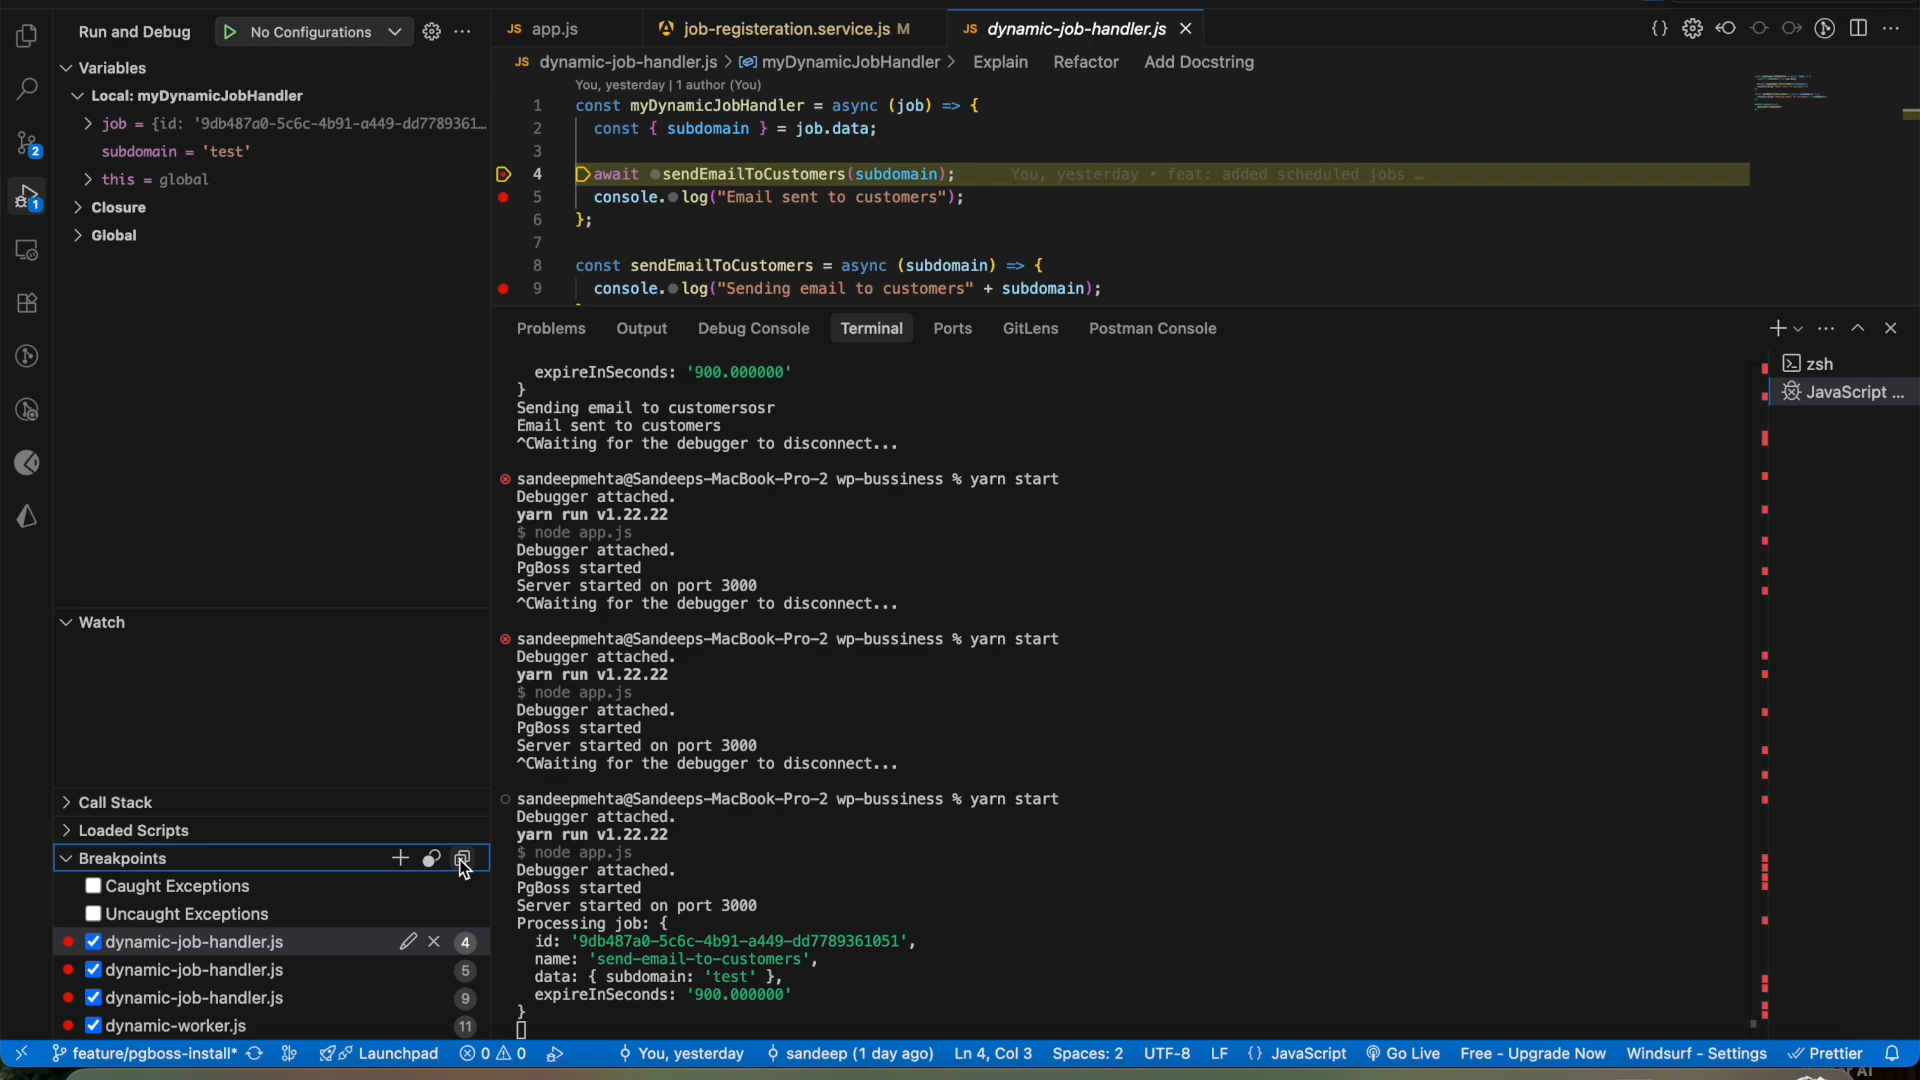 Run and Debug
No Configurations
JS app.js
job-registeration.service.js M
JS dynamic-job-handler.js
JS dynamic-job-handler.js > myDynamicJobHandler > Explain Refactor Add Docstring
2
1
Variables
Local: myDynamicJobHandler
job = {id: '9db487a0-5c6c-4b91-a449-dd7789361…
subdomain = 'test'
this = global
Closure
Global
You, yesterday | 1 author (You)
1 const myDynamicJobHandler = async (job) => {
2 const { subdomain } = job.data;
3
4 await sendEmailToCustomers(subdomain); You, yesterday • feat: added scheduled jobs …
5 console.log("Email sent to customers");
6 };
7
8 const sendEmailToCustomers = async (subdomain) => {
9 console.log("Sending email to customers" + subdomain);
Problems Output Debug Console Terminal Ports GitLens Postman Console
zsh
JavaScript ...
expireInSeconds: '900.000000'
}
Sending email to customersosr
Email sent to customers
^CWaiting for the debugger to disconnect...
sandeepmehta@Sandeeps-MacBook-Pro-2 wp-bussiness % yarn start
Debugger attached.
yarn run v1.22.22
$ node app.js
Debugger attached.
PgBoss started
Server started on port 3000
^CWaiting for the debugger to disconnect...
sandeepmehta@Sandeeps-MacBook-Pro-2 wp-bussiness % yarn start
Debugger attached.
yarn run v1.22.22
$ node app.js
Debugger attached.
PgBoss started
Server started on port 3000
^CWaiting for the debugger to disconnect...
sandeepmehta@Sandeeps-MacBook-Pro-2 wp-bussiness % yarn start
Debugger attached.
yarn run v1.22.22
$ node app.js
Debugger attached.
PgBoss started
Server started on port 3000
Processing job: {
id: '9db487a0-5c6c-4b91-a449-dd7789361051',
name: 'send-email-to-customers',
data: { subdomain: 'test' },
expireInSeconds: '900.000000'
}
Watch
Call Stack
Loaded Scripts
Breakpoints
Caught Exceptions
Uncaught Exceptions
dynamic-job-handler.js 4
dynamic-job-handler.js 5
dynamic-job-handler.js 9
dynamic-worker.js 11
feature/pgboss-install* Launchpad 0 0 You, yesterday sandeep (1 day ago) Ln 4, Col 3 Spaces: 2 UTF-8 LF {} JavaScript Go Live Free - Upgrade Now Windsurf - Settings Prettier